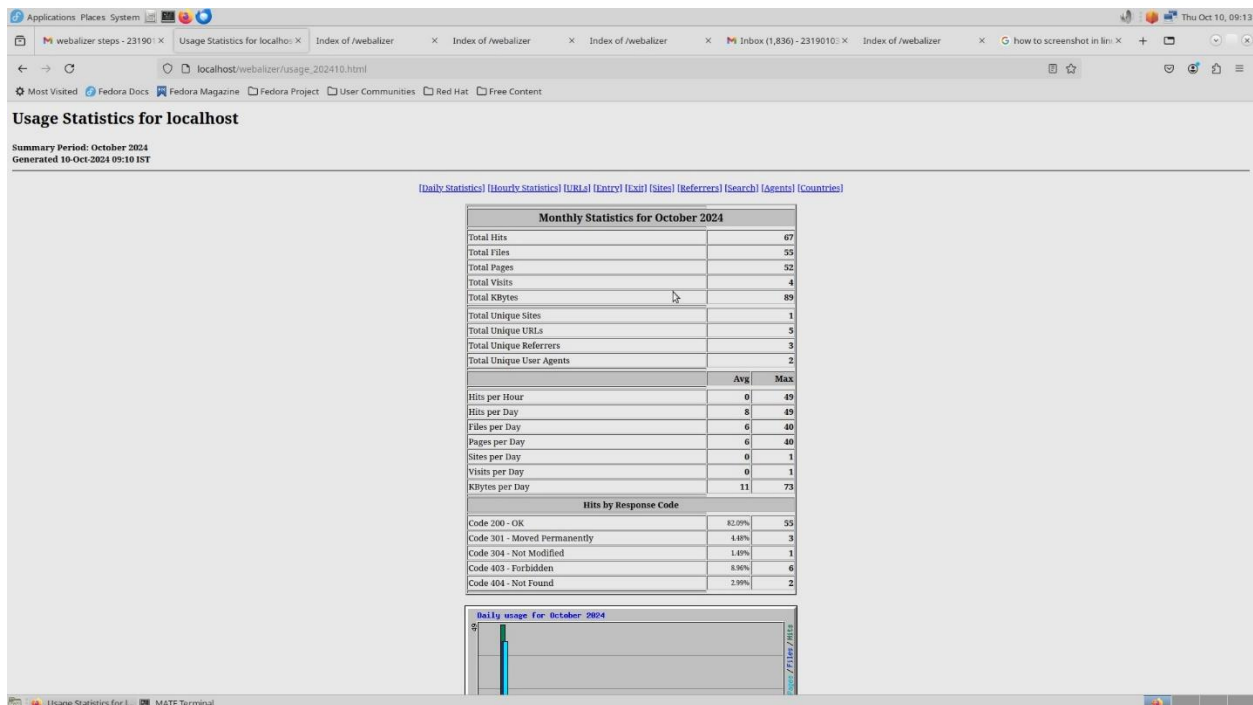 Applications Places System Thu Oct 10, 09:13
webalizer steps - 23190 Usage Statistics for localhos Index of /webalizer Index of /webalizer Index of /webalizer Inbox (1,836) - 2319010 Index of /webalizer how to screenshot in lin
localhost/webalizer/usage_202410.html
Most Visited Fedora Docs Fedora Magazine Fedora Project User Communities Red Hat Free Content
Usage Statistics for localhost
Summary Period: October 2024
Generated 10-Oct-2024 09:10 IST
[Daily Statistics] [Hourly Statistics] [URLs] [Entry] [Exit] [Sites] [Referrers] [Search] [Agents] [Countries]
Monthly Statistics for October 2024
Total Hits 67
Total Files 55
Total Pages 52
Total Visits 4
Total KBytes 89
Total Unique Sites 1
Total Unique URLs 5
Total Unique Referrers 3
Total Unique User Agents 2
Avg Max
Hits per Hour 0 49
Hits per Day 8 49
Files per Day 6 40
Pages per Day 6 40
Sites per Day 0 1
Visits per Day 0 1
KBytes per Day 11 73
Hits by Response Code
Code 200 - OK 82.09% 55
Code 301 - Moved Permanently 4.48% 3
Code 304 - Not Modified 1.49% 1
Code 403 - Forbidden 8.96% 6
Code 404 - Not Found 2.99% 2
Daily usage for October 2024
49
Pages / Files / Hits
Usage Statistics for l... MATE Terminal